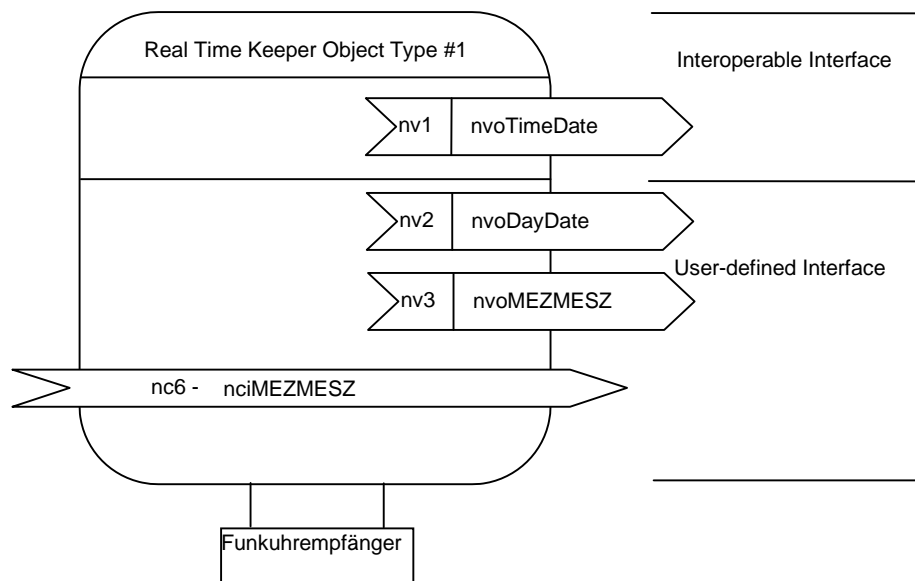 Real Time Keeper Object Type #1
Interoperable Interface
nv1 nvoTimeDate
nv2 nvoDayDate
User-defined Interface
nv3 nvoMEZMESZ
nc6 - nciMEZMESZ
Funkuhrempfänger